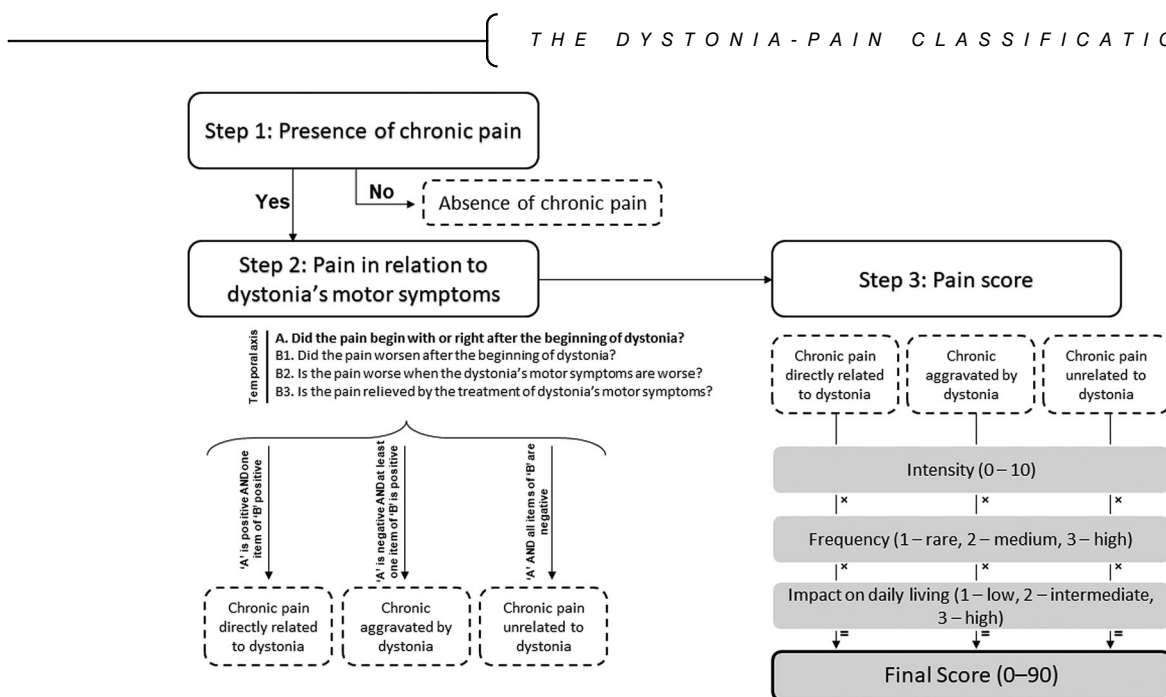 THE DYSTONIA-PAIN CLASSIFICATIO
Step 1: Presence of chronic pain
Yes
No
Absence of chronic pain
Step 2: Pain in relation to
dystonia's motor symptoms
Temporal axis
A. Did the pain begin with or right after the beginning of dystonia?
B1. Did the pain worsen after the beginning of dystonia?
B2. Is the pain worse when the dystonia's motor symptoms are worse?
B3. Is the pain relieved by the treatment of dystonia's motor symptoms?
'A' is positive AND one
item of 'B' positive
'A' is negative AND at least
one item of 'B' is positive
'A' AND all items of 'B' are
negative
Chronic pain
directly related
to dystonia
Chronic
aggravated by
dystonia
Chronic pain
unrelated to
dystonia
Step 3: Pain score
Chronic pain
directly related
to dystonia
Chronic
aggravated by
dystonia
Chronic pain
unrelated to
dystonia
Intensity (0 – 10)
× × ×
Frequency (1 – rare, 2 – medium, 3 – high)
× × ×
Impact on daily living (1 – low, 2 – intermediate,
3 – high)
= = =
Final Score (0–90)